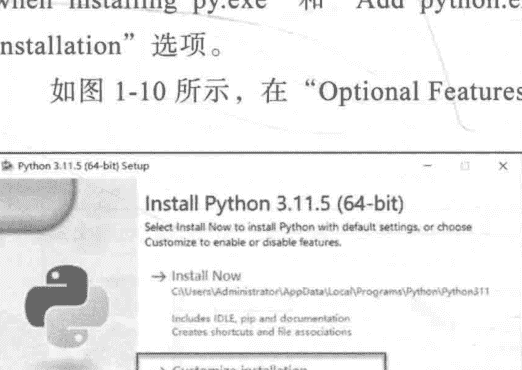 when installing py.exe” 和 “Add python.e
nstallation” 选项。
如图 1-10 所示，在 “Optional Features
Python 3.11.5 (64-bit) Setup
Install Python 3.11.5 (64-bit)
Select Install Now to install Python with default settings, or choose
Customize to enable or disable features.
→ Install Now
C:\Users\Administrator\AppData\Local\Programs\Python\Python311
Includes IDLE, pip and documentation
Creates shortcuts and file associations
→ Customize installation